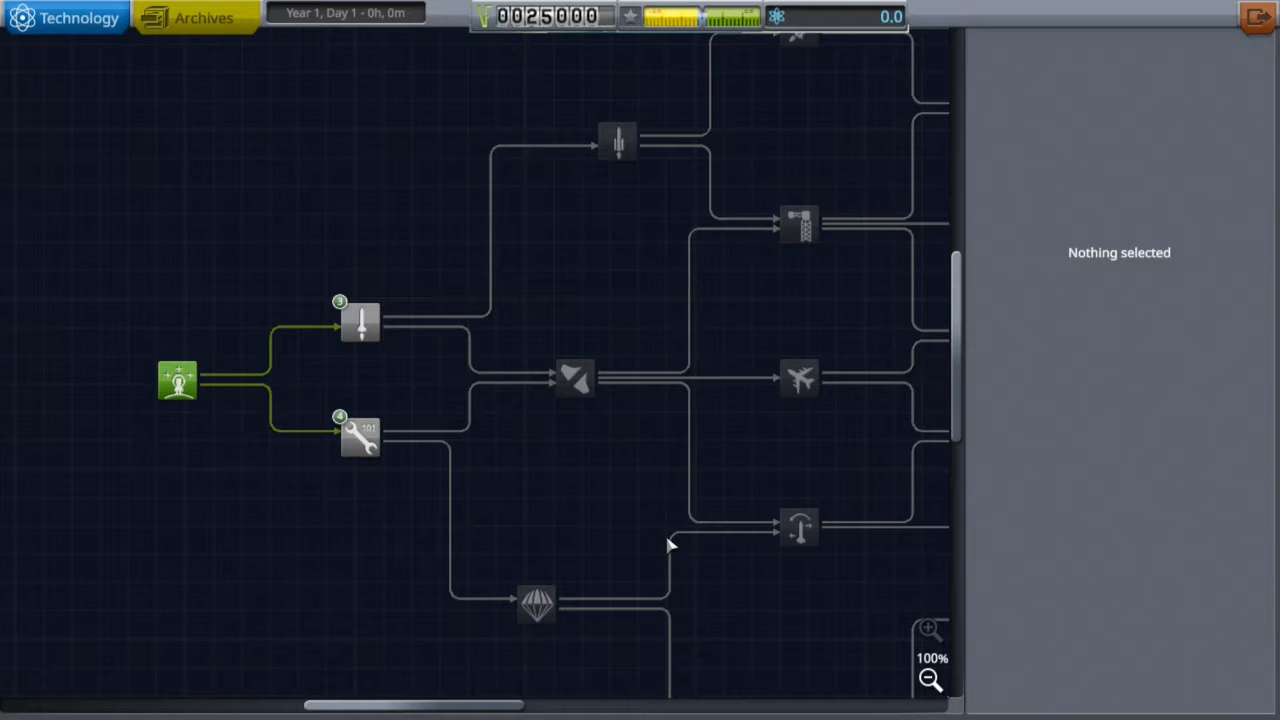 Technology
Archives
Year 1, Day 1 - 0h, 0m
0025000
0.0
Nothing selected
3
4
101
100%